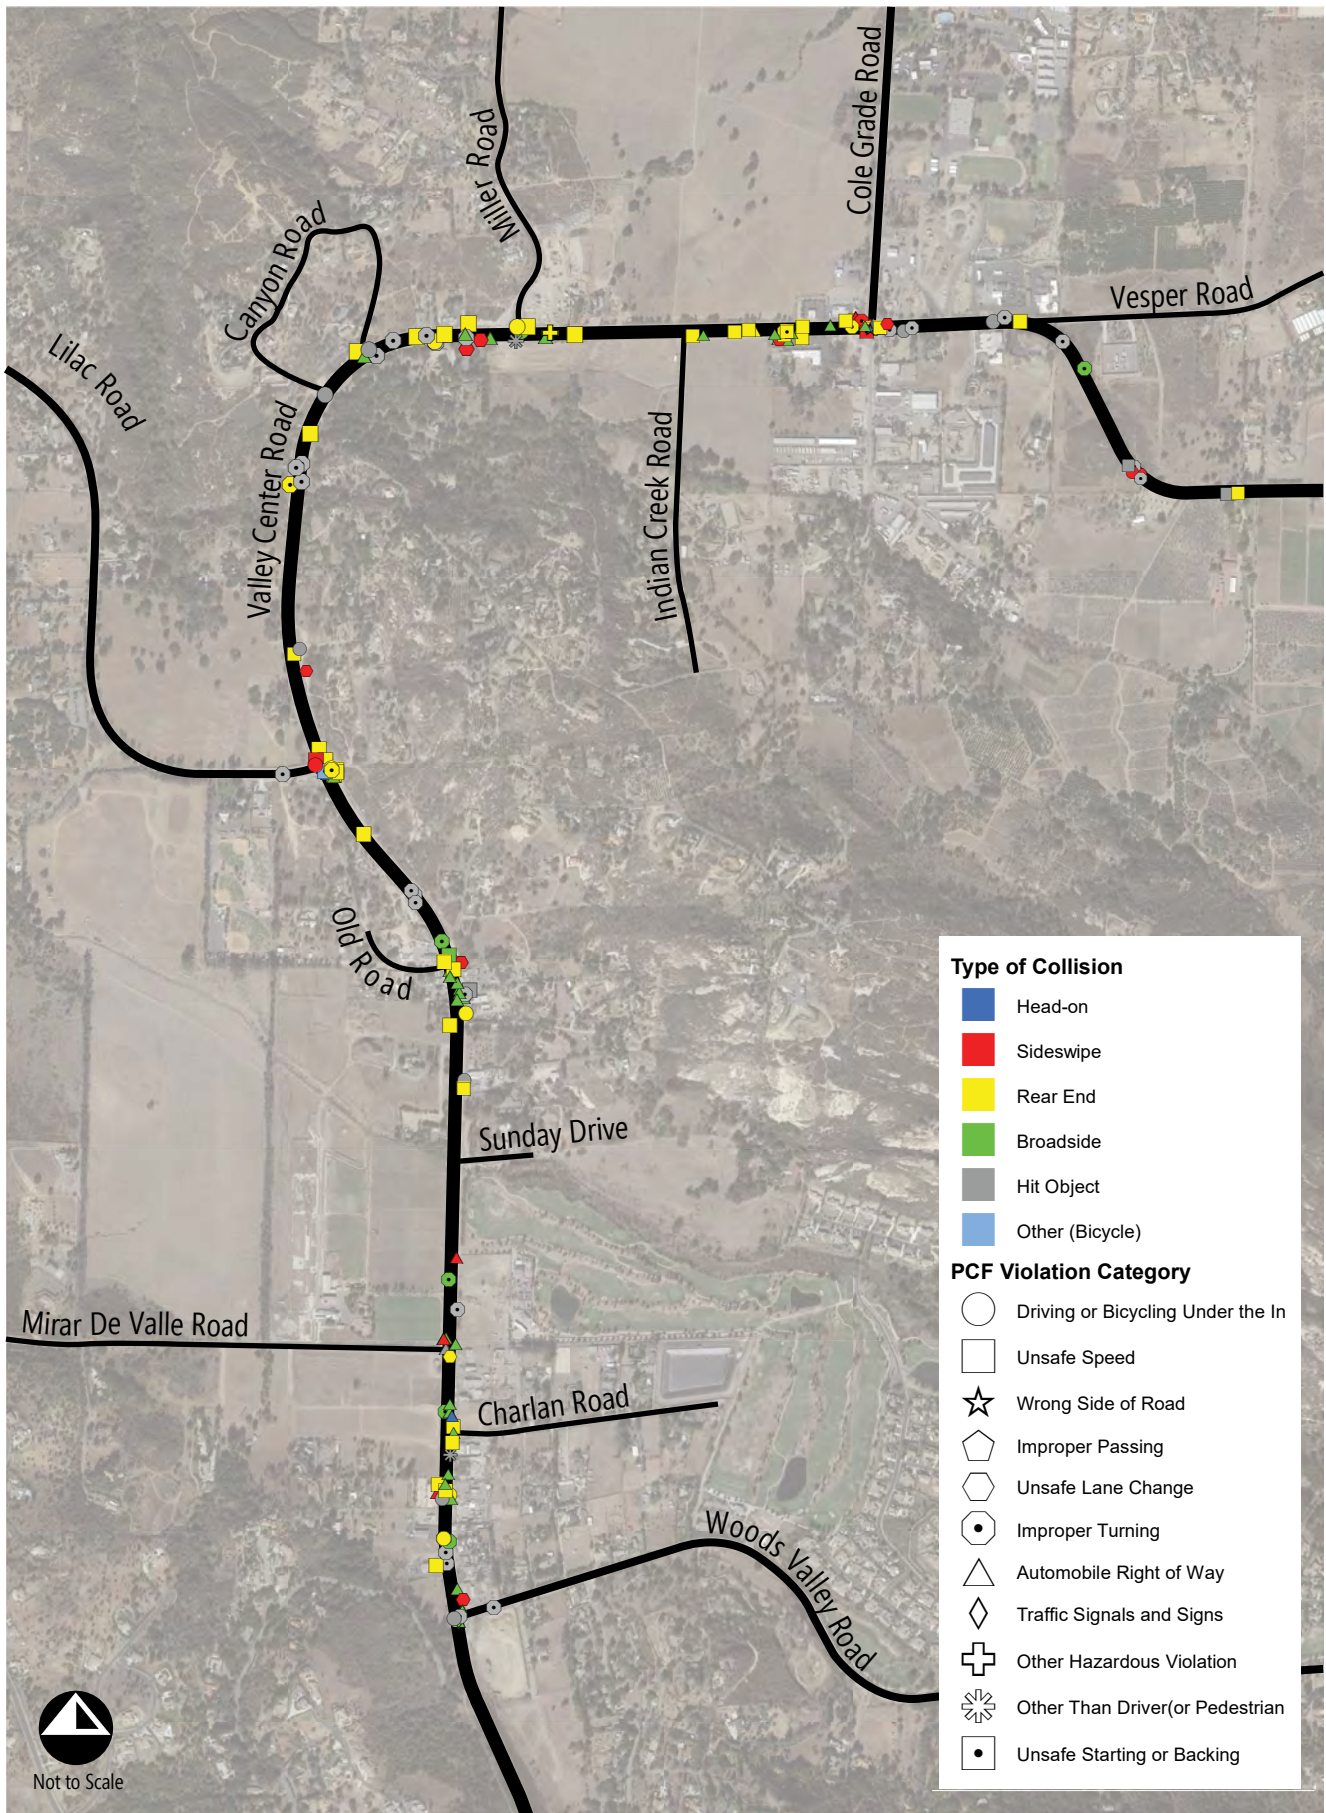 Cole Grade Road
Miller Road
Canyon Road
Vesper Road
Lilac Road
Valley Center Road
Indian Creek Road
Old Road
Sunday Drive
Mirar De Valle Road
Charlan Road
Woods Valley Road
Not to Scale
Type of Collision
Head-on
Sideswipe
Rear End
Broadside
Hit Object
Other (Bicycle)
PCF Violation Category
Driving or Bicycling Under the In
Unsafe Speed
Wrong Side of Road
Improper Passing
Unsafe Lane Change
Improper Turning
Automobile Right of Way
Traffic Signals and Signs
Other Hazardous Violation
Other Than Driver(or Pedestrian
Unsafe Starting or Backing